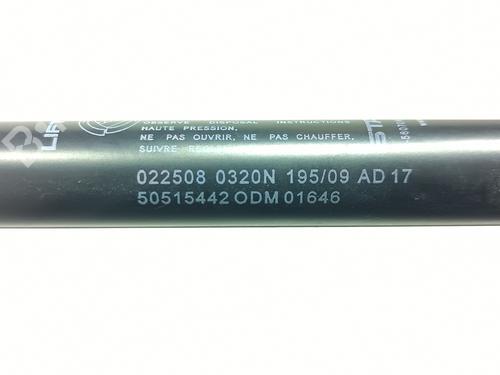 OBSERVE DISPOSAL INSTRUCTIONS
HAUTE PRESSION,
NE PAS OUVRIR, NE PAS CHAUFFER,
SUIVRE
022508 0320N 195/09 AD 17
50515442 ODM 01646